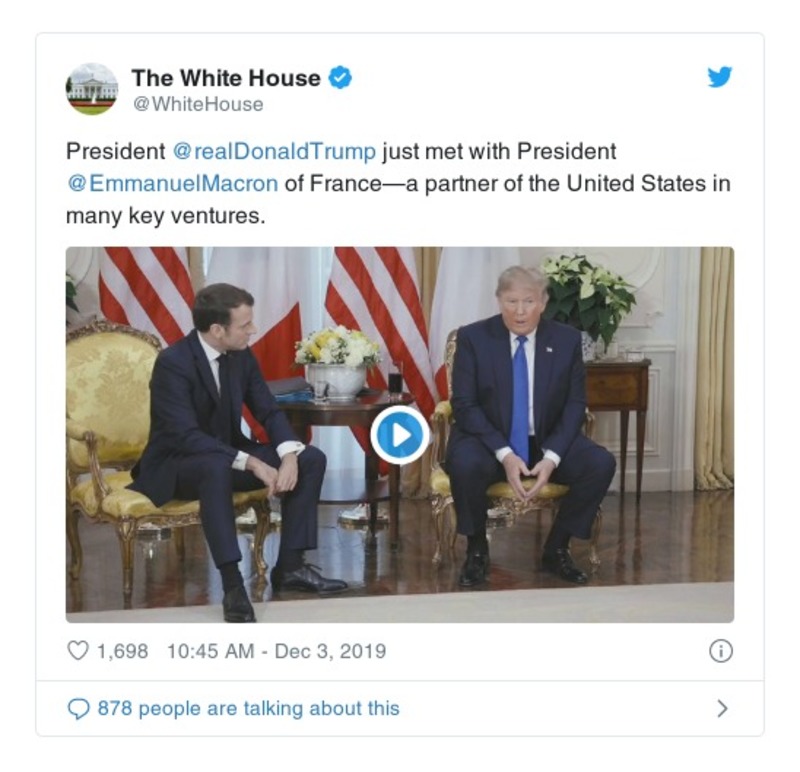 The White House
@WhiteHouse
President @realDonaldTrump just met with President
@EmmanuelMacron of France—a partner of the United States in
many key ventures.
1,698 10:45 AM - Dec 3, 2019
878 people are talking about this